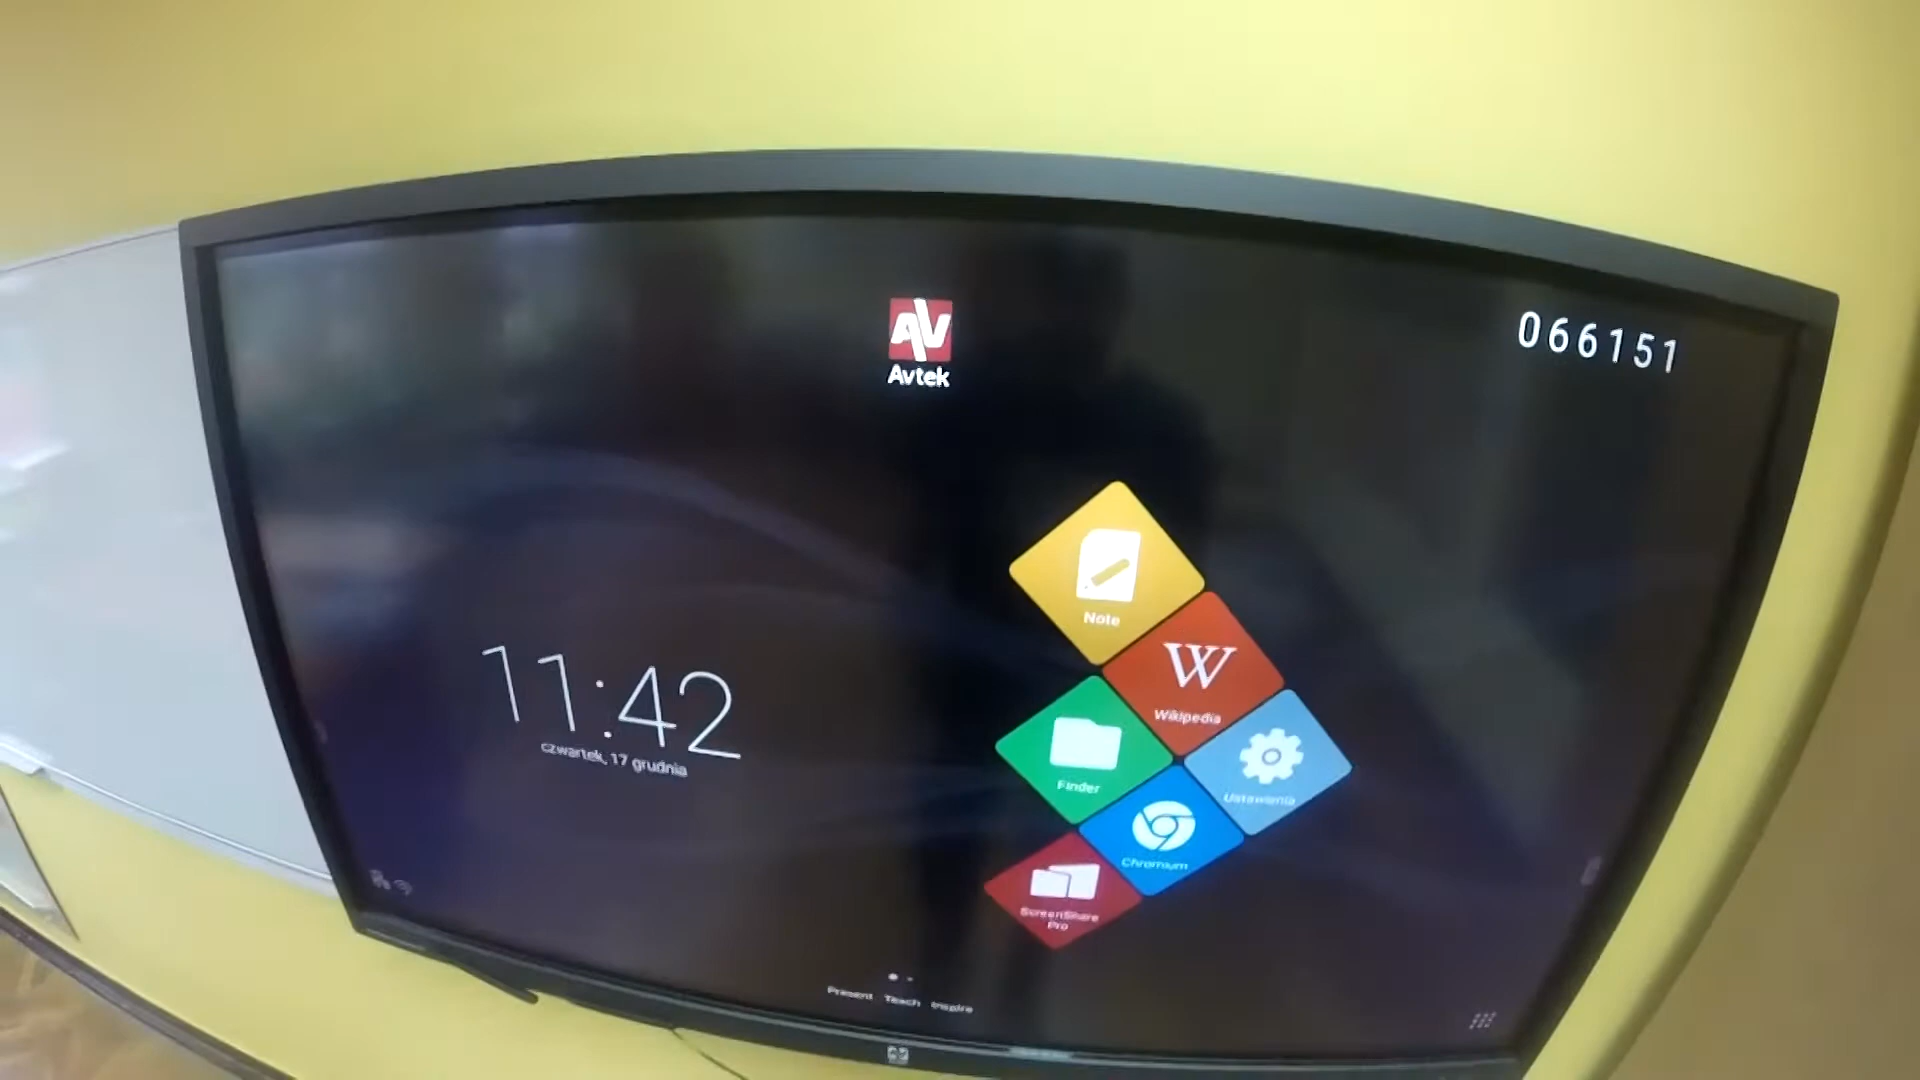 AV
Avtek
066151
Note
Wikipedia
11:42
czwartek, 17 grudnia
Finder
Ustawienia
Chromium
ScreenShare
Pro
Present Teach Inspire